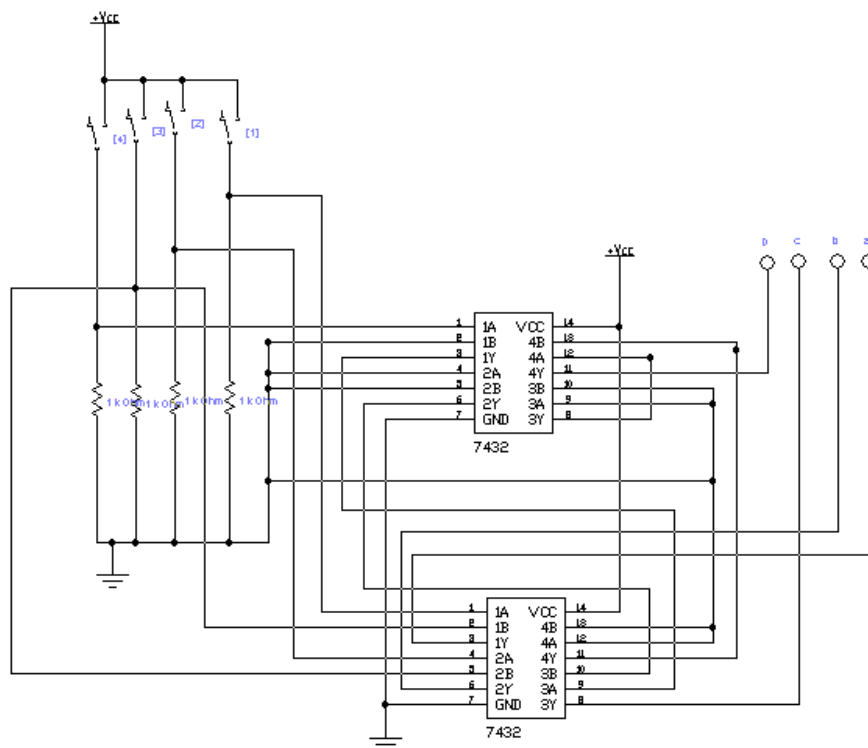 +Vcc
[4]
[3]
[2]
[1]
+Vcc
D
c
b
a
1kOhm
1kOhm
1kOhm
1kOhm
1 1A VCC 14
2 1B 4B 13
3 1Y 4A 12
4 2A 4Y 11
5 2B 3B 10
6 2Y 3A 9
7 GND 3Y 8
7432
1 1A VCC 14
2 1B 4B 13
3 1Y 4A 12
4 2A 4Y 11
5 2B 3B 10
6 2Y 3A 9
7 GND 3Y 8
7432